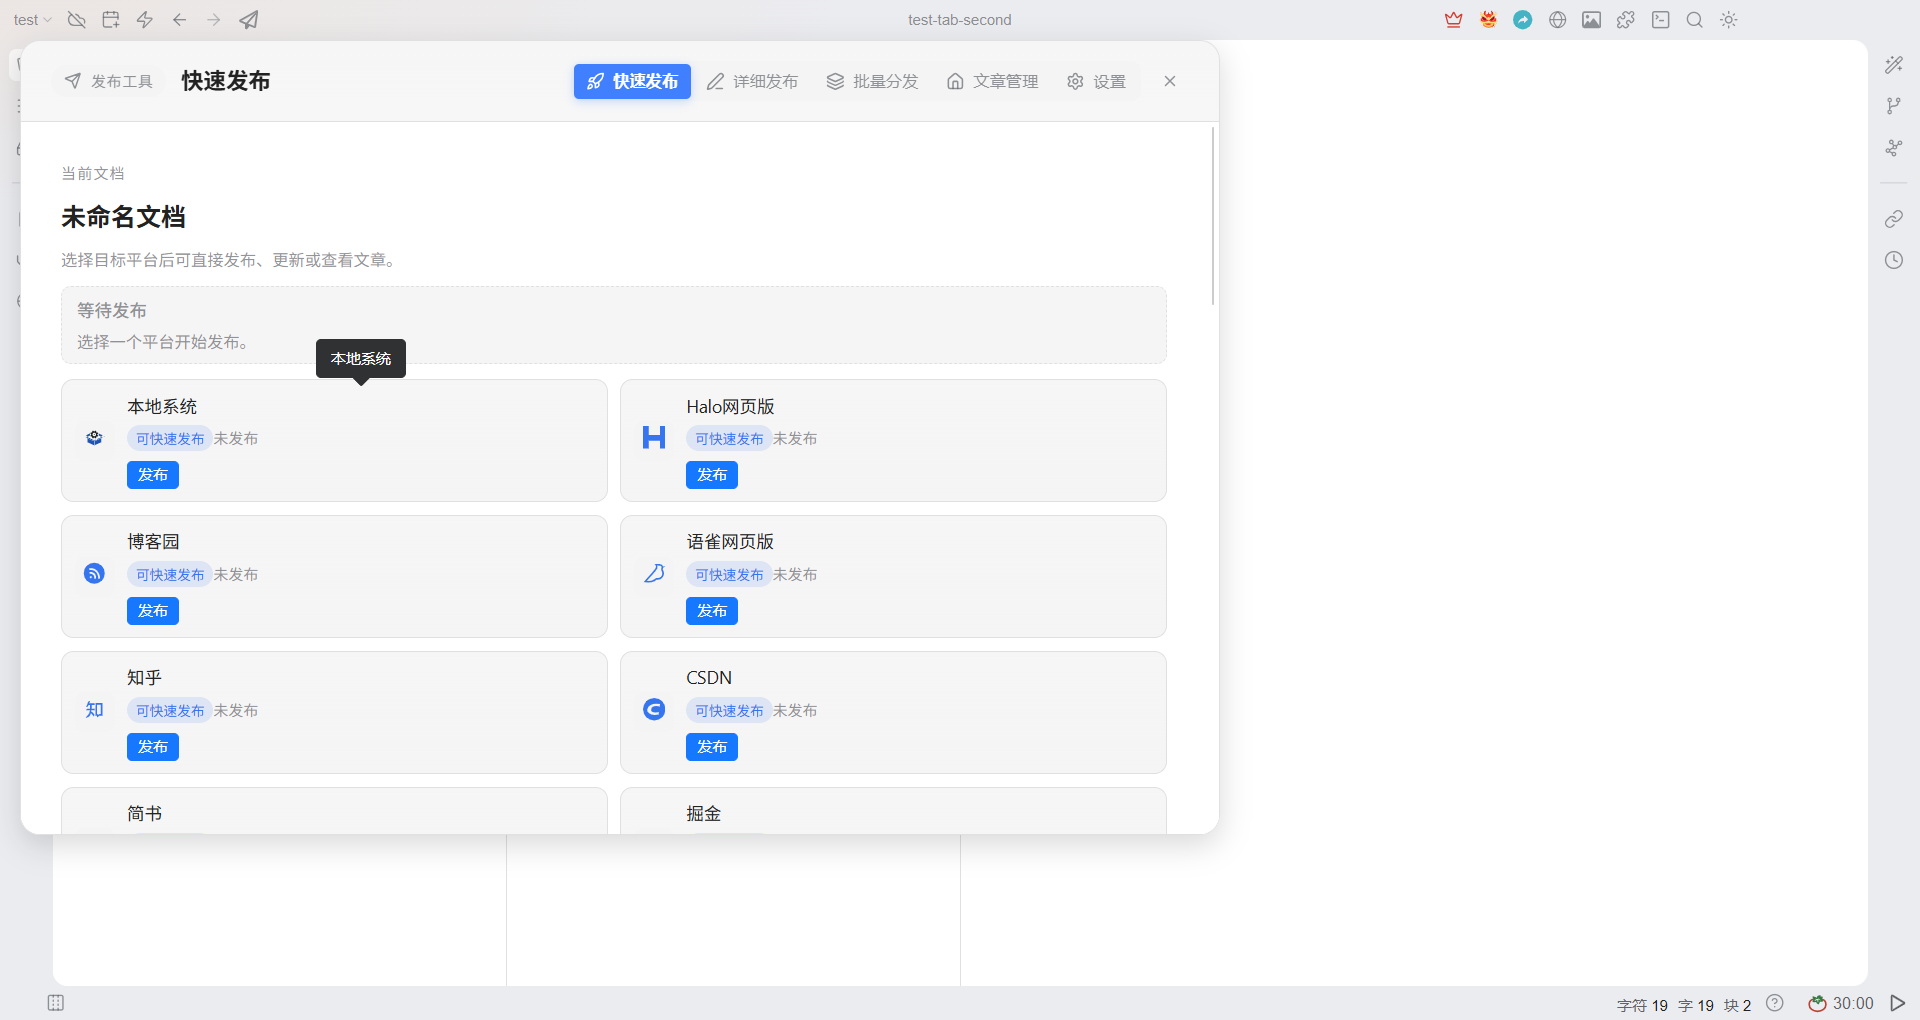 test
test-tab-second
发布工具
快速发布
快速发布
详细发布
批量分发
文章管理
设置
当前文档
未命名文档
选择目标平台后可直接发布、更新或查看文章。
等待发布
选择一个平台开始发布。
本地系统
本地系统
可快速发布 未发布
发布
Halo网页版
可快速发布 未发布
发布
博客园
可快速发布 未发布
发布
语雀网页版
可快速发布 未发布
发布
知乎
知
可快速发布 未发布
发布
CSDN
可快速发布 未发布
发布
简书
掘金
字符 19 字 19 块 2
30:00